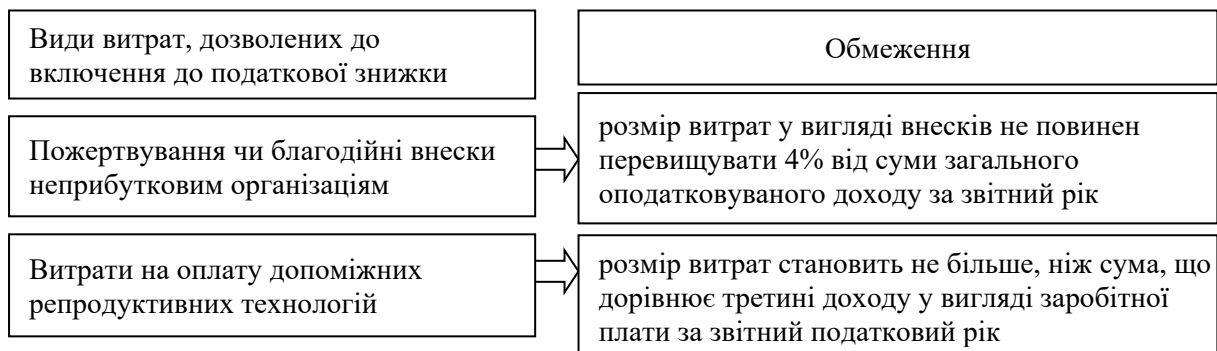 Види витрат, дозволених до
включення до податкової знижки
Обмеження
Пожертвування чи благодійні внески
неприбутковим організаціям
розмір витрат у вигляді внесків не повинен
перевищувати 4% від суми загального
оподатковуваного доходу за звітний рік
Витрати на оплату допоміжних
репродуктивних технологій
розмір витрат становить не більше, ніж сума, що
дорівнює третині доходу у вигляді заробітної
плати за звітний податковий рік